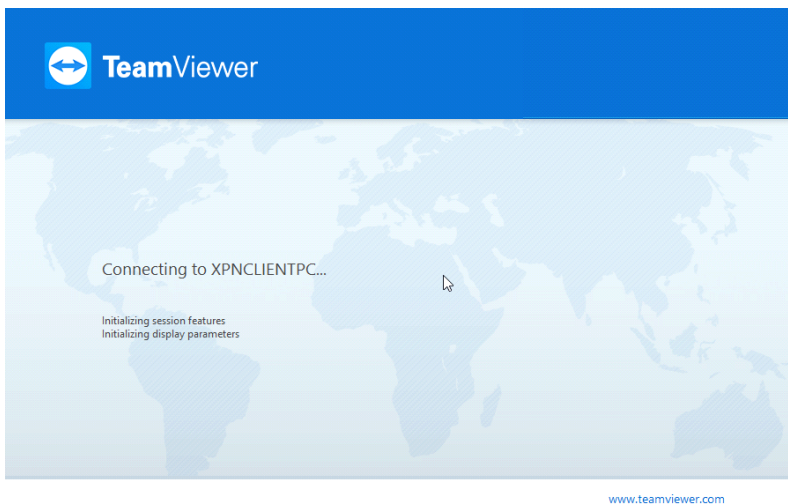 TeamViewer
Connecting to XPNCLIENTPC...
Initializing session features
Initializing display parameters
www.teamviewer.com